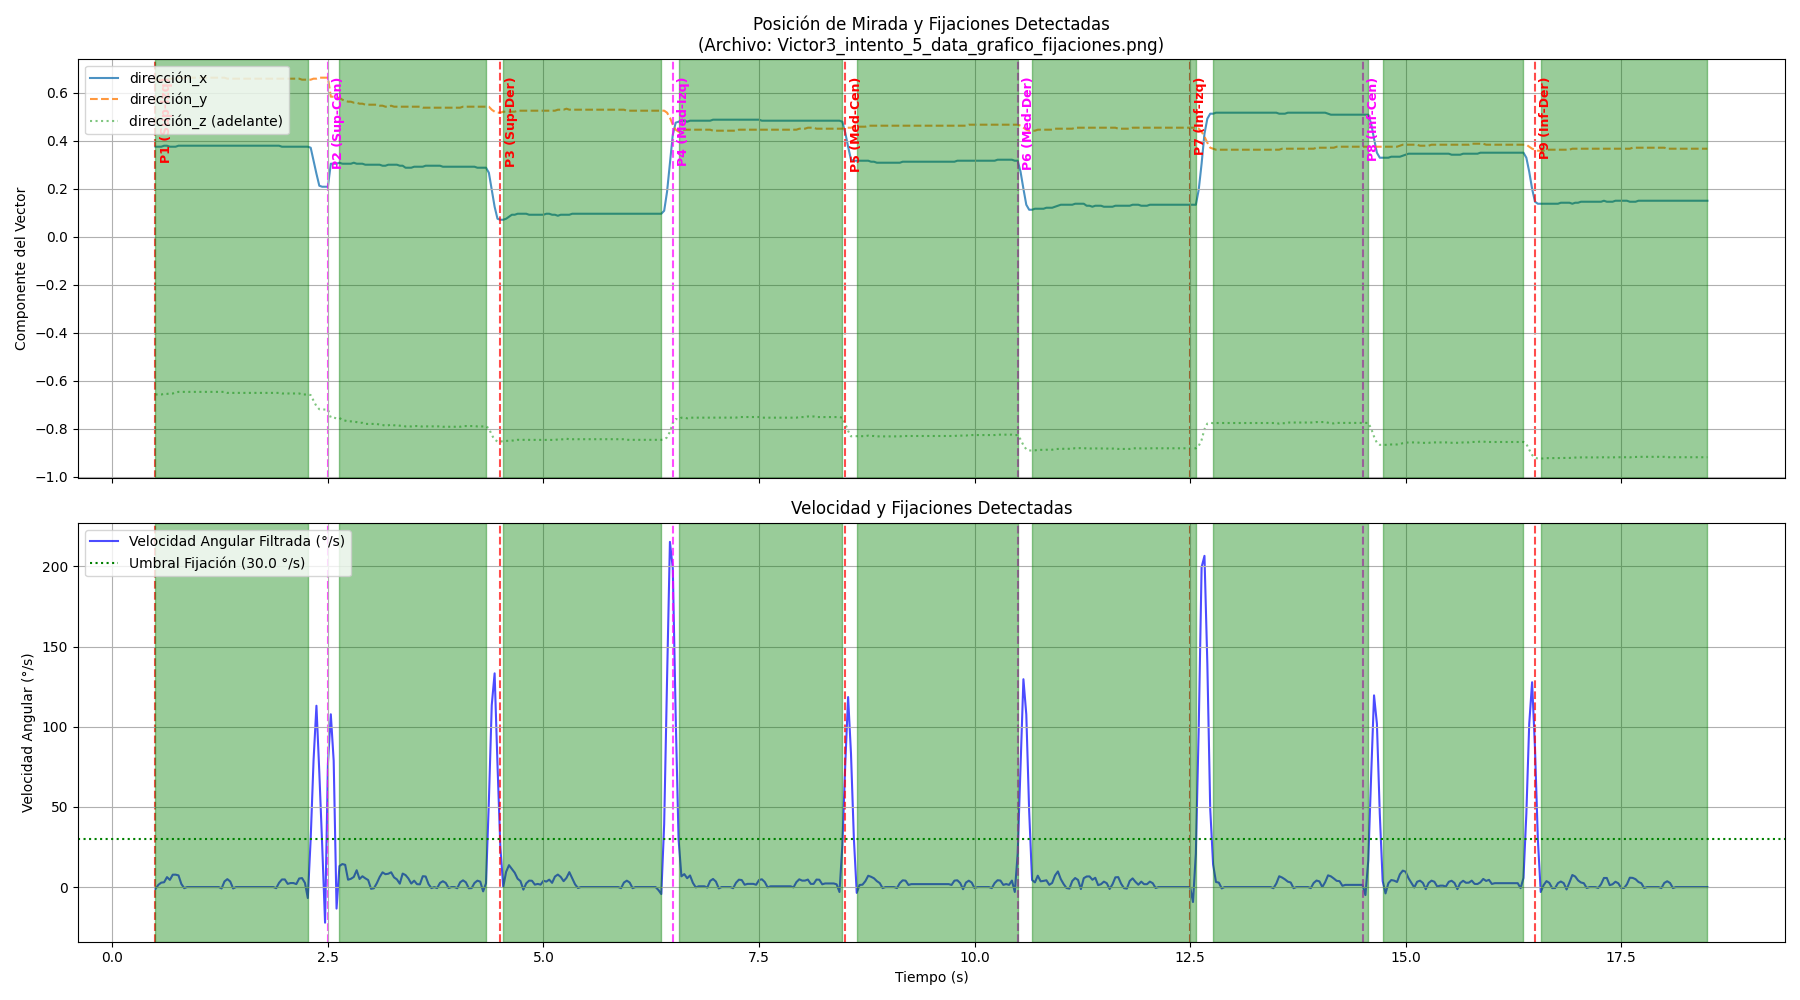 Posición de Mirada y Fijaciones Detectadas
(Archivo: Victor3_intento_5_data_grafico_fijaciones.png)
dirección_x
dirección_y
dirección_z (adelante)
P1
P2 (Sup-Cen)
P3 (Sup-Der)
P4 (Med-Izq)
P5 (Med-Cen)
P6 (Med-Der)
P7 (Inf-Izq)
P8 (Inf-Cen)
P9 (Inf-Der)
Componente del Vector
0.6
0.4
0.2
0.0
−0.2
−0.4
−0.6
−0.8
−1.0
Velocidad y Fijaciones Detectadas
Velocidad Angular Filtrada (°/s)
Umbral Fijación (30.0 °/s)
Velocidad Angular (°/s)
200
150
100
50
0
0.0 2.5 5.0 7.5 10.0 12.5 15.0 17.5
Tiempo (s)